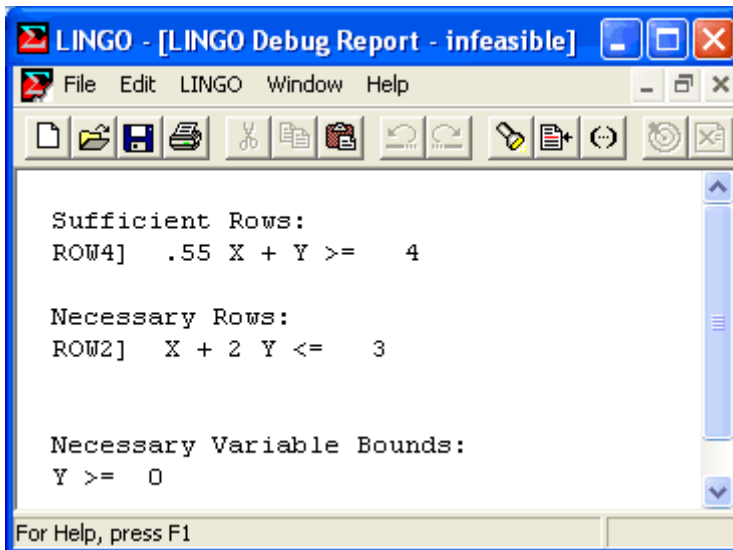 LINGO - [LINGO Debug Report - infeasible]
File Edit LINGO Window Help
Sufficient Rows:
ROW4] .55 X + Y >= 4
Necessary Rows:
ROW2] X + 2 Y <= 3
Necessary Variable Bounds:
Y >= 0
For Help, press F1